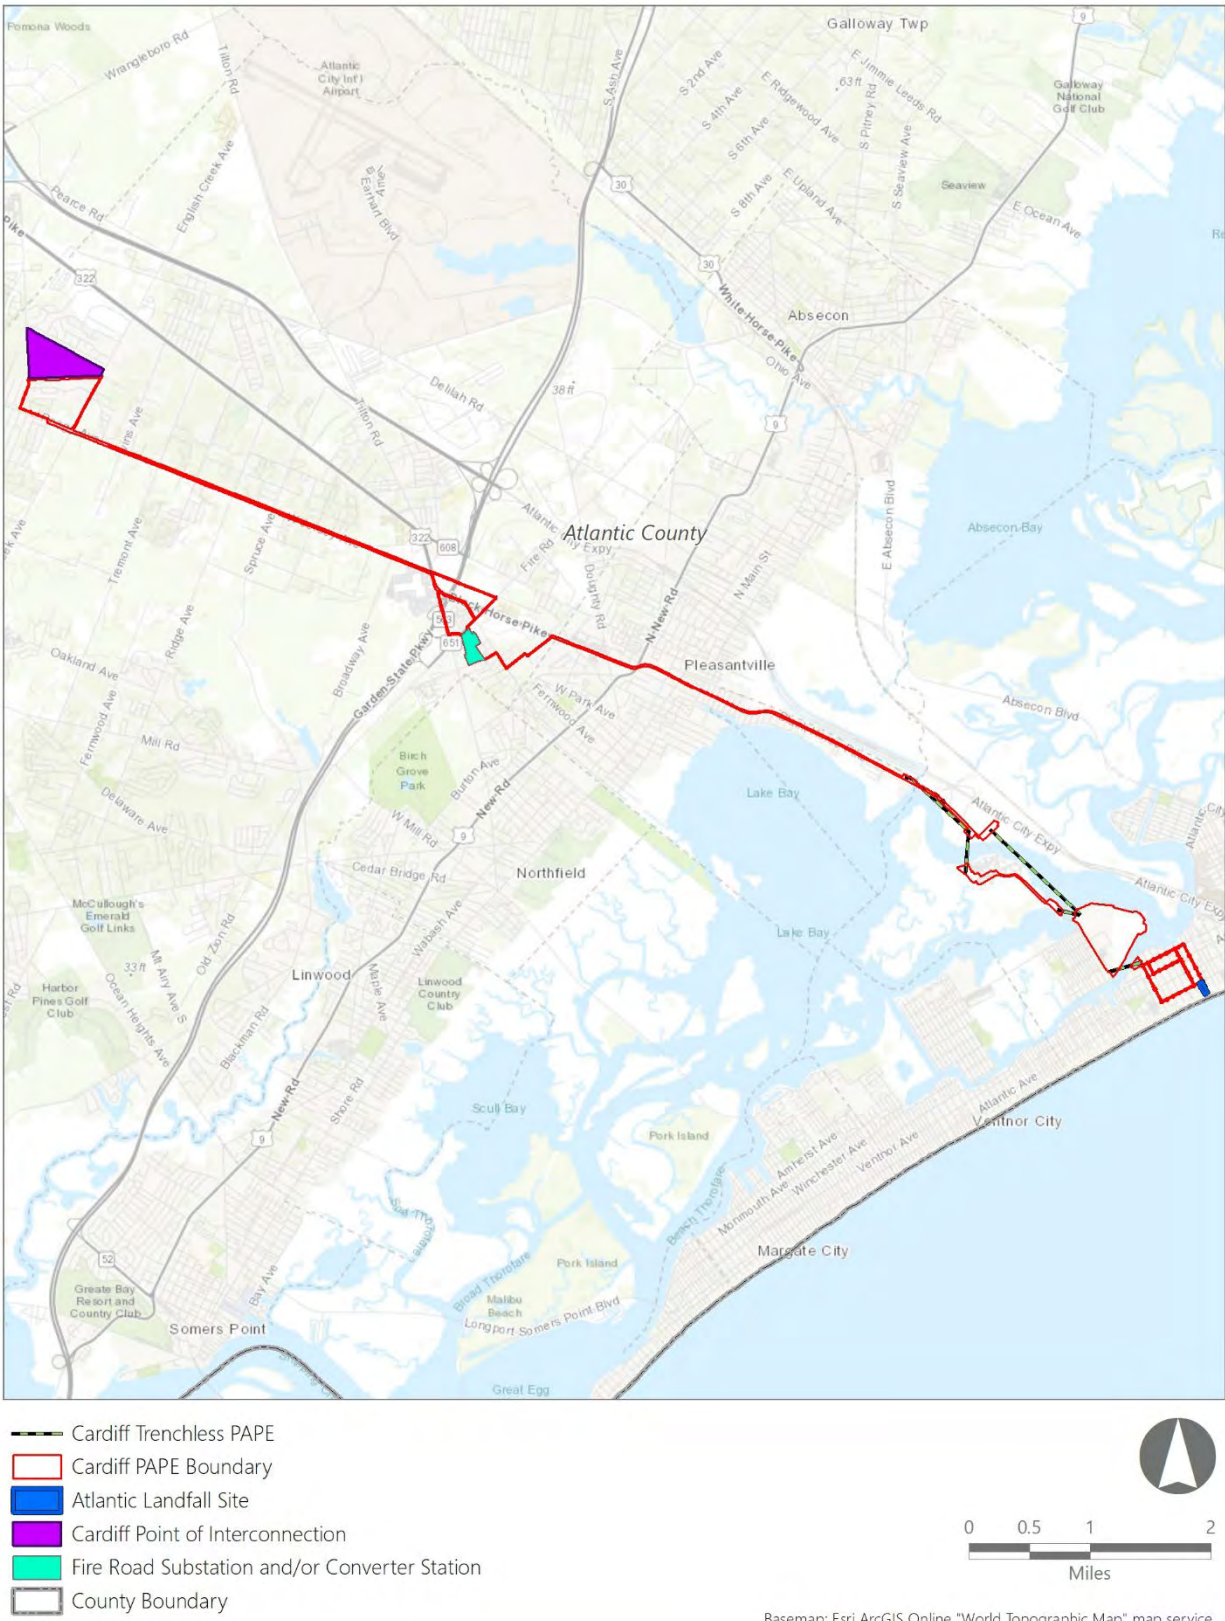 Pomona Woods
Wrangleboro Rd
Tilton Rd
Atlantic
City Int'l
Airport
S Ash Ave
Galloway Twp
9
S 2nd Ave
E Jimmie Leeds Rd
63 ft
E Ridgewood Ave
S Pitney Rd
Galloway
National
Golf Club
S 4th Ave
S 6th Ave
S Seaview Ave
English Creek Ave
Earhart Blvd
30
S 8th Ave
E Upland Ave
Seaview
E Ocean Ave
Pearce Rd
Pike
322
30
White Horse Pike
Absecon
Ohio Ave
Delilah Rd
38 ft
Tilton Rd
9
E Absecon Blvd
Absecon Bay
Atlantic County
Tremont Ave
Spruce Ave
322
608
Fire Rd
Doughty Rd
N Main St
Black Horse Pike
N New Rd
563
651
Ridge Ave
Oakland Ave
Broadway Ave
Garden State Pkwy
Pleasantville
Fernwood Ave
W Park Ave
Fernwood Ave
Absecon Blvd
Mill Rd
Birch
Grove
Park
Burton Ave
New Rd
Lake Bay
Delaware Ave
W Mill Rd
9
Atlantic City Expy
Cedar Bridge Rd
Northfield
Atlantic City Exp
McCullough's
Emerald
Golf Links
Old Zion Rd
Wabash Ave
Lake Bay
33 ft
Mt Airy Ave S
Linwood
Maple Ave
Linwood
Country
Club
Harbor
Pines Golf
Club
Ocean Heights Ave
Blackman Rd
New Rd
Shore Rd
Scull Bay
Atlantic Ave
Ventnor City
9
Pork Island
Amherst Ave
Winchester Ave
Ventnor Ave
Monmouth Ave
Beach Thorofare
52
Margate City
Bay Ave
Pork Island
Broad Thorofare
Greate Bay
Resort and
Country Club
Malibu
Beach
Longport Somers Point Blvd
Somers Point
Great Egg
Cardiff Trenchless PAPE
Cardiff PAPE Boundary
Atlantic Landfall Site
Cardiff Point of Interconnection
Fire Road Substation and/or Converter Station
County Boundary
0 0.5 1 2
Miles
Basemap: Esri ArcGIS Online "World Topographic Map" map service